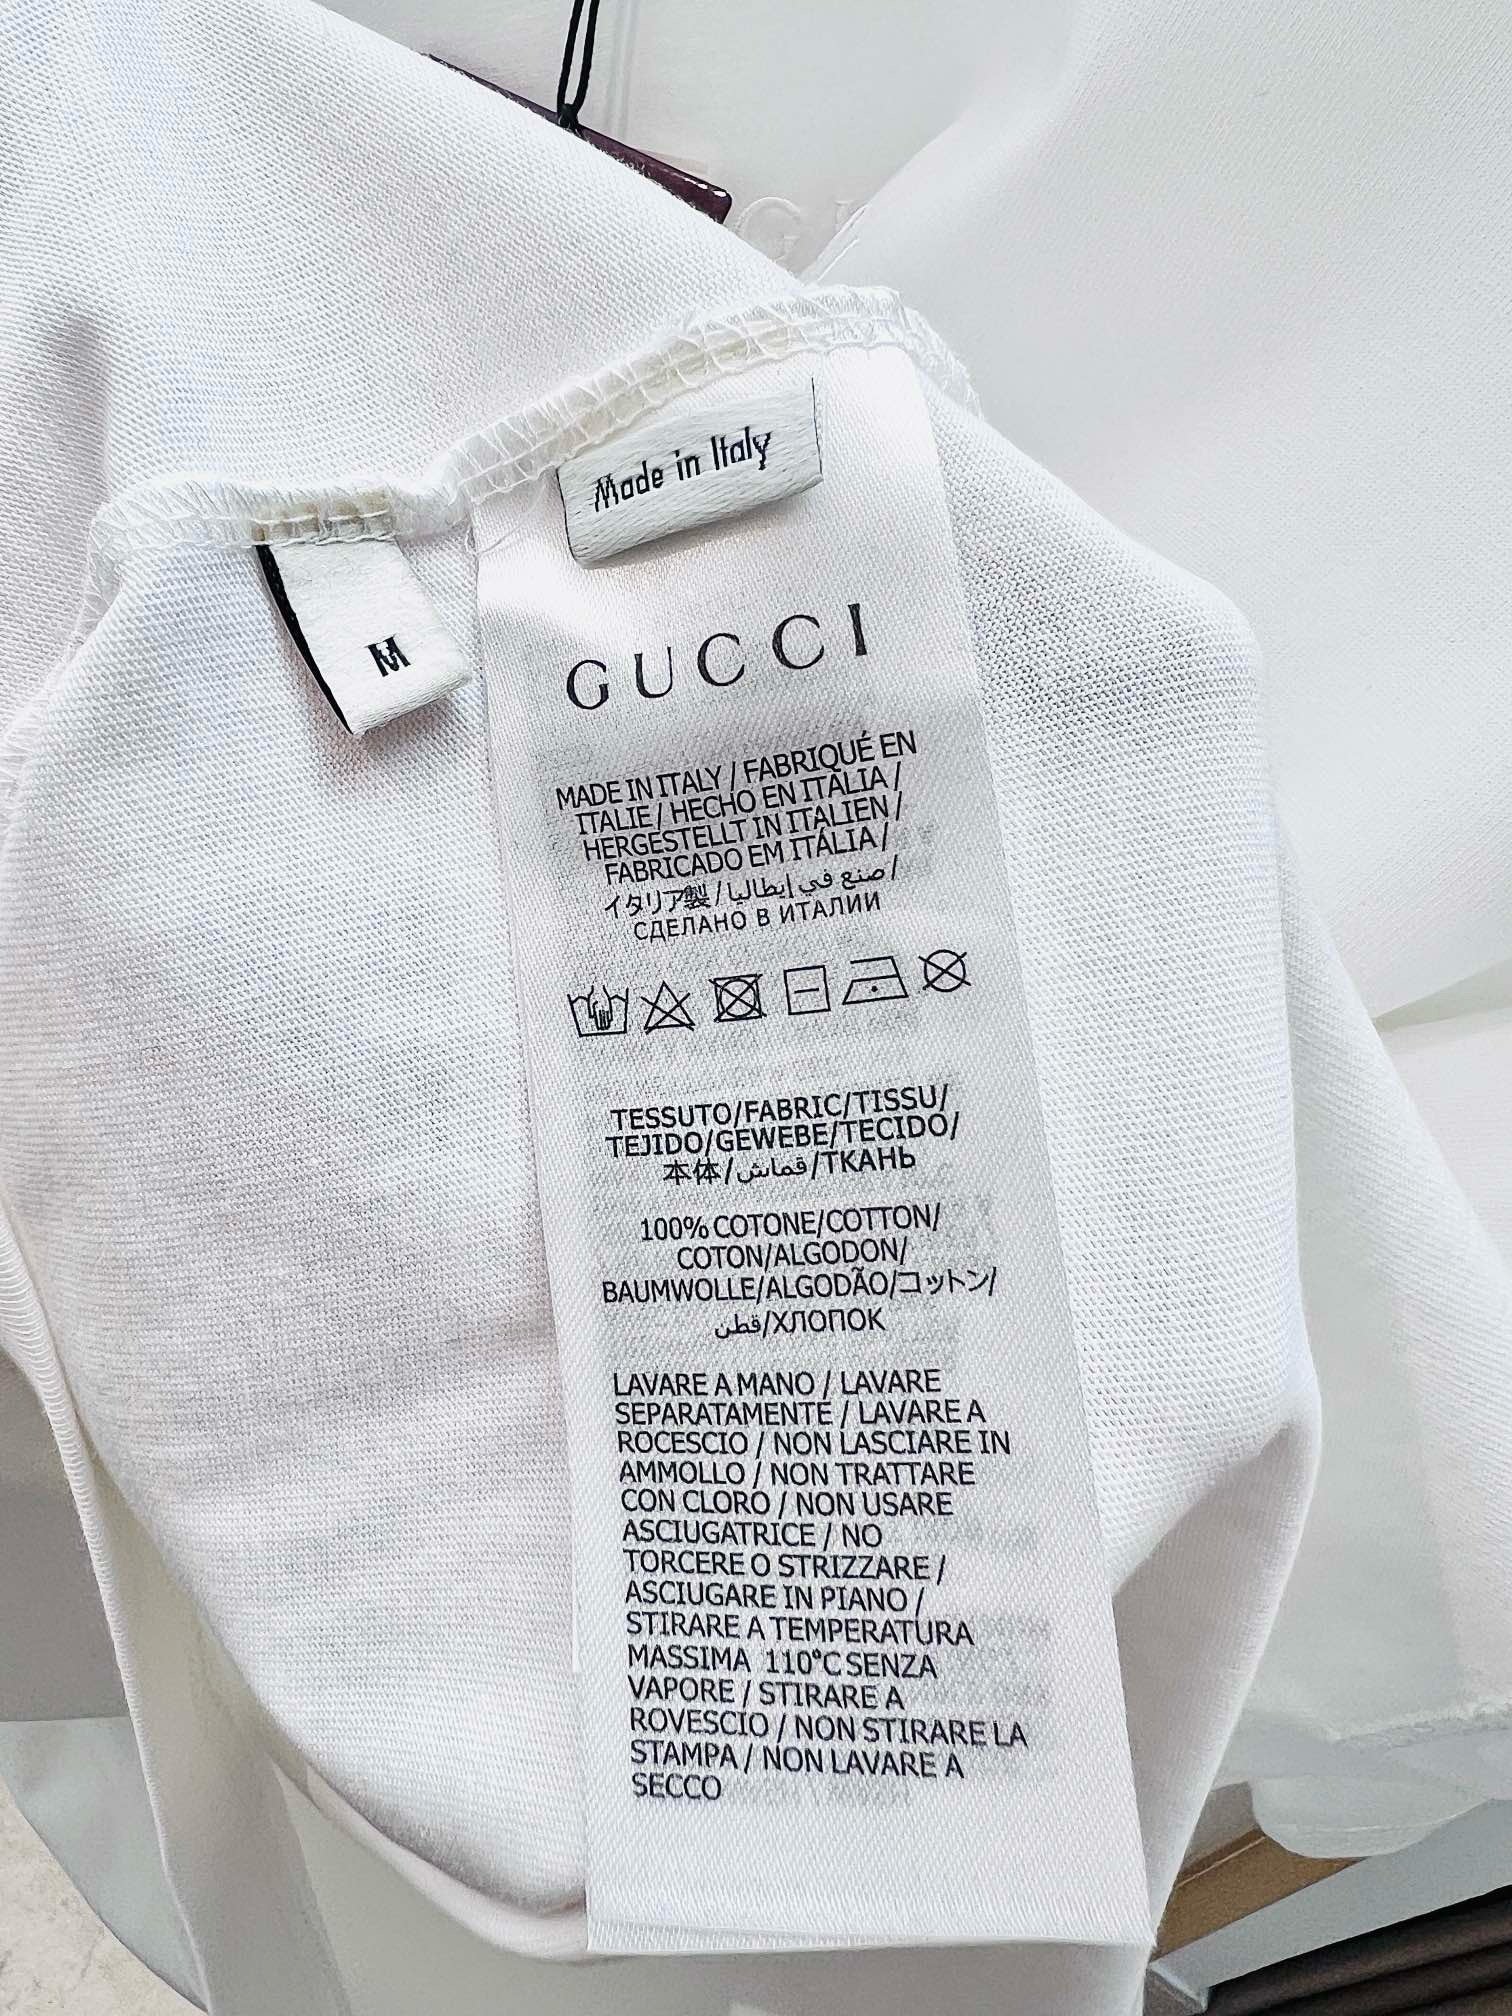 G
Made in Italy
M
GUCCI
MADE IN ITALY / FABRIQUÉ EN
ITALIE / HECHO EN ITALIA /
HERGESTELLT IN ITALIEN /
FABRICADO EM ITÁLIA /
イタリア製 / صنع في إيطاليا /
СДЕЛАНО В ИТАЛИИ
TESSUTO/FABRIC/TISSU/
TEJIDO/GEWEBE/TECIDO/
本体/قماش/ТКАНЬ
100% COTONE/COTTON/
COTON/ALGODON/
BAUMWOLLE/ALGODÃO/コットン/
قطن/ХЛОПОК
LAVARE A MANO / LAVARE
SEPARATAMENTE / LAVARE A
ROCESCIO / NON LASCIARE IN
AMMOLLO / NON TRATTARE
CON CLORO / NON USARE
ASCIUGATRICE / NO
TORCERE O STRIZZARE /
ASCIUGARE IN PIANO /
STIRARE A TEMPERATURA
MASSIMA 110°C SENZA
VAPORE / STIRARE A
ROVESCIO / NON STIRARE LA
STAMPA / NON LAVARE A
SECCO